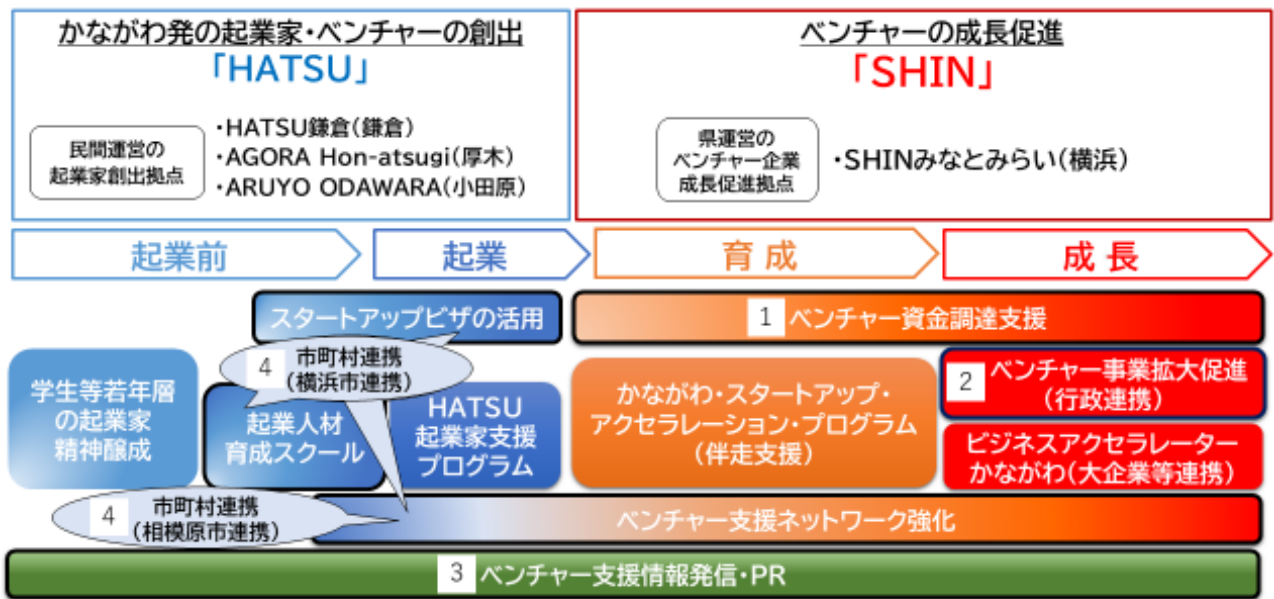 かながわ発の起業家・ベンチャーの創出
「HATSU」
民間運営の
起業家創出拠点
・HATSU鎌倉(鎌倉)
・AGORA Hon-atsugi(厚木)
・ARUYO ODAWARA(小田原)
ベンチャーの成長促進
「SHIN」
県運営の
ベンチャー企業
成長促進拠点
・SHINみなとみらい(横浜)
起業前
起業
育成
成長
スタートアップビザの活用
1 ベンチャー資金調達支援
4 市町村連携
(横浜市連携)
学生等若年層
の起業家
精神醸成
起業人材
育成スクール
HATSU
起業家支援
プログラム
かながわ・スタートアップ・
アクセラレーション・プログラム
(伴走支援)
2 ベンチャー事業拡大促進
(行政連携)
ビジネスアクセラレーター
かながわ(大企業等連携)
4 市町村連携
(相模原市連携)
ベンチャー支援ネットワーク強化
3 ベンチャー支援情報発信・PR